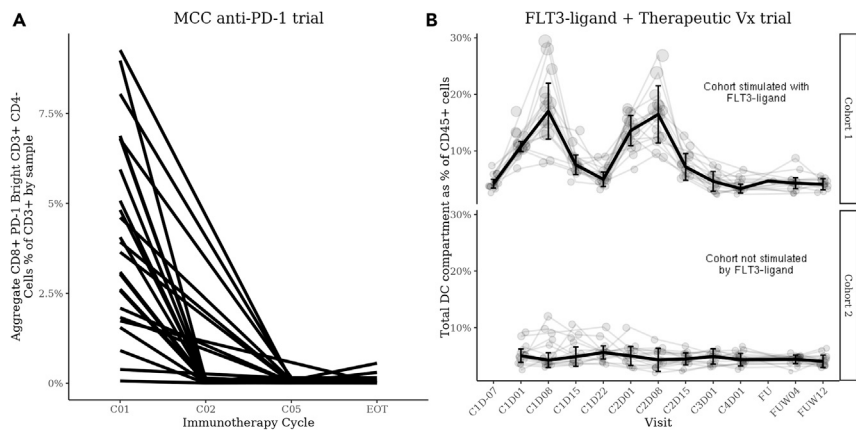 A
MCC anti-PD-1 trial
Aggregate CD8+ PD-1 Bright CD3+ CD4-
Cells % of CD3+ by sample
7.5%
5%
2.5%
0%
C01
C02
C05
EOT
Immunotherapy Cycle
B
FLT3-ligand + Therapeutic Vx trial
Total DC compartment as % of CD45+ cells
30%
20%
10%
Cohort stimulated with
FLT3-ligand
Cohort 1
30%
20%
10%
Cohort not stimulated
by FLT3-ligand
Cohort 2
C1D-07
C1D01
C1D08
C1D15
C1D22
C2D01
C2D08
C2D15
C3D01
C4D01
FU
FUW04
FUW12
Visit